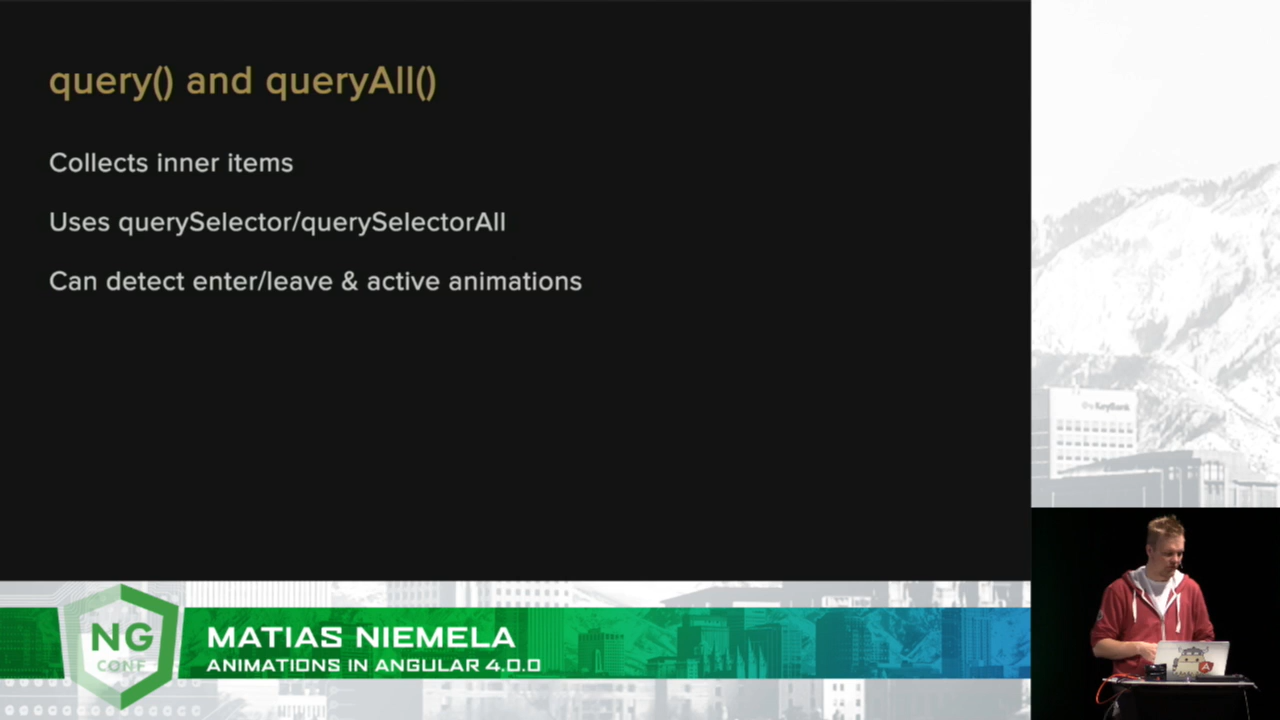 query() and queryAll()
Collects inner items
Uses querySelector/querySelectorAll
Can detect enter/leave & active animations
KeyBank
NG
CONF
MATIAS NIEMELA
ANIMATIONS IN ANGULAR 4.0.0